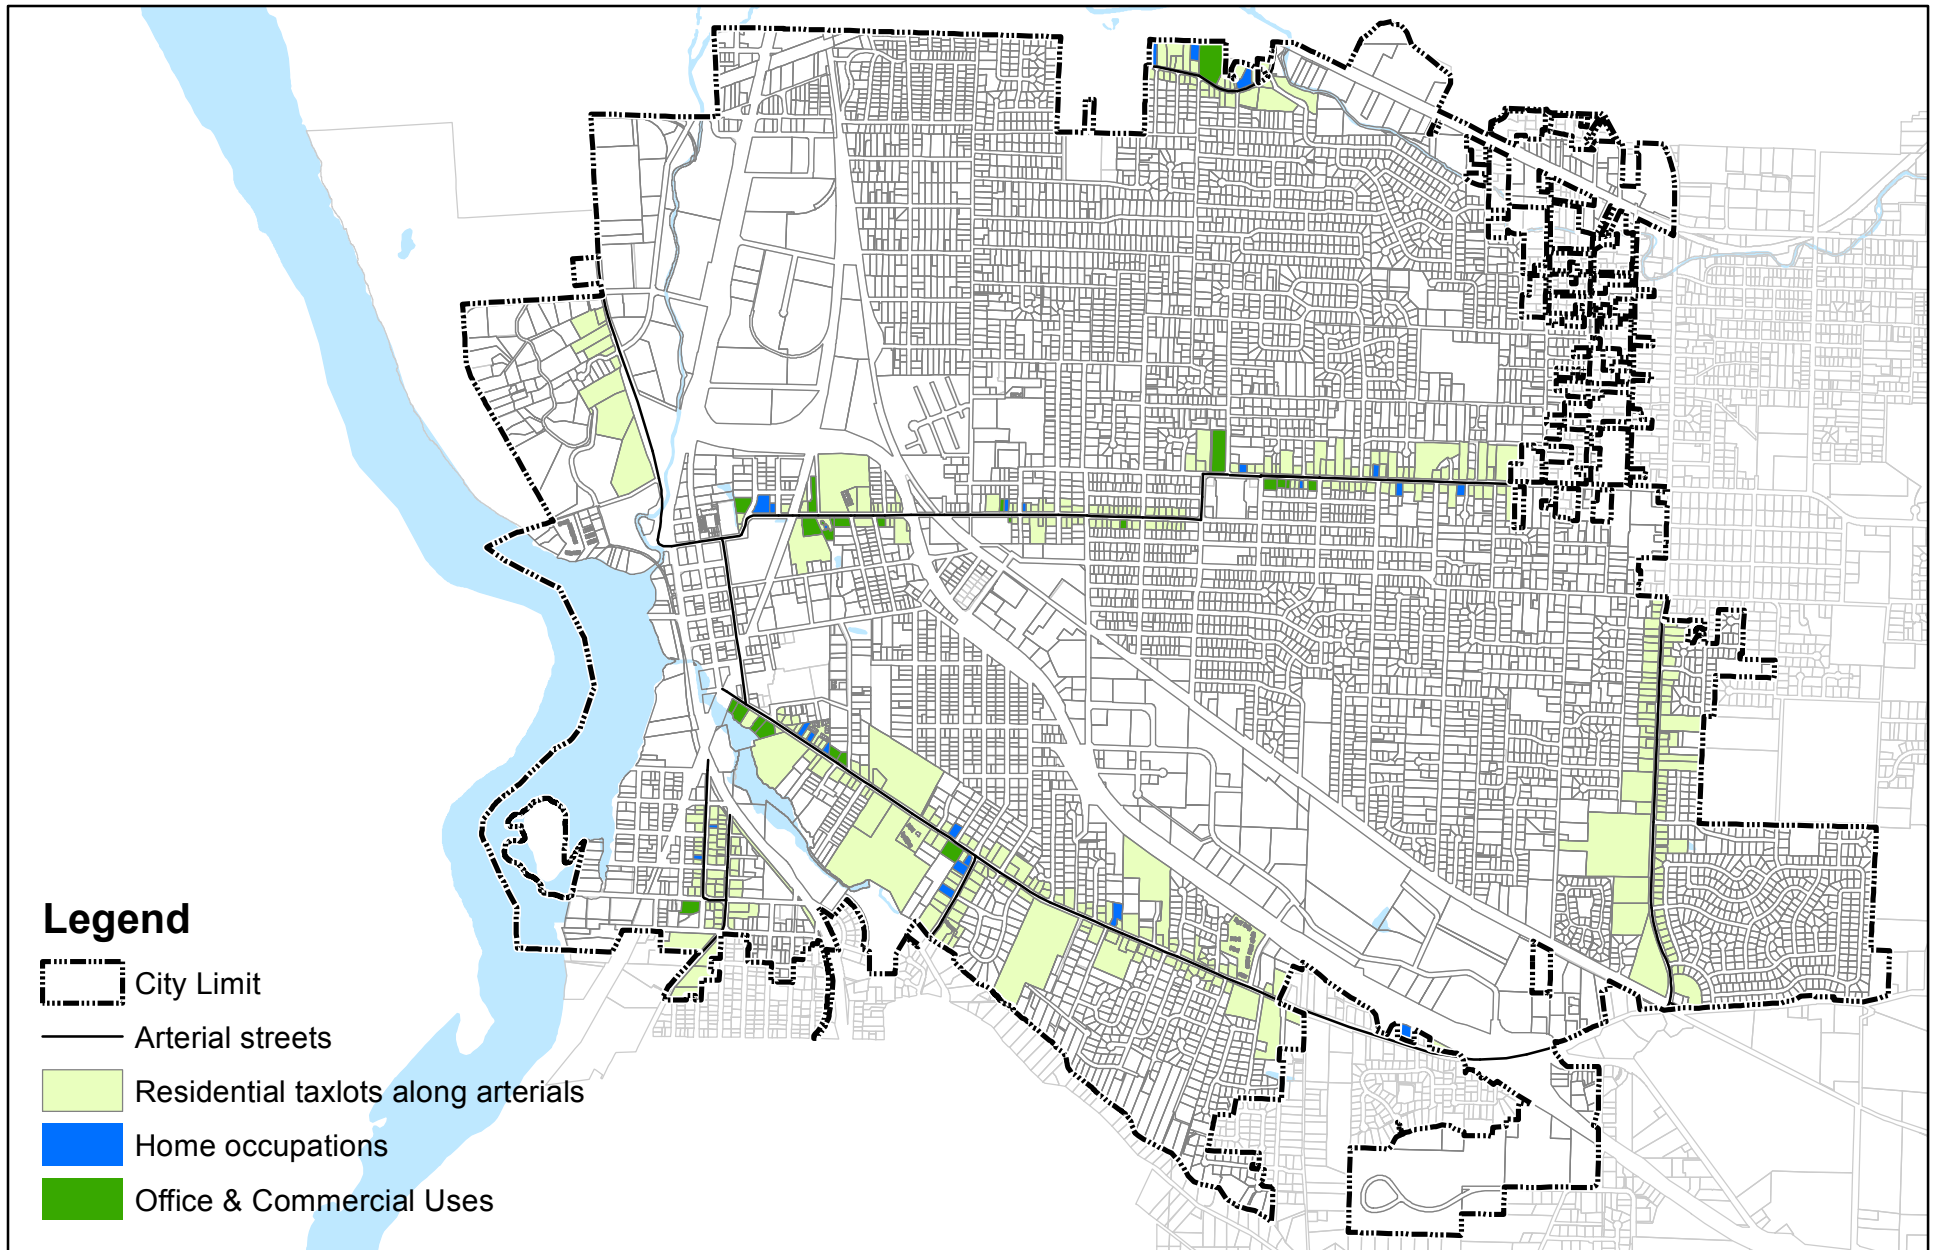 Legend
City Limit
Arterial streets
Residential taxlots along arterials
Home occupations
Office & Commercial Uses